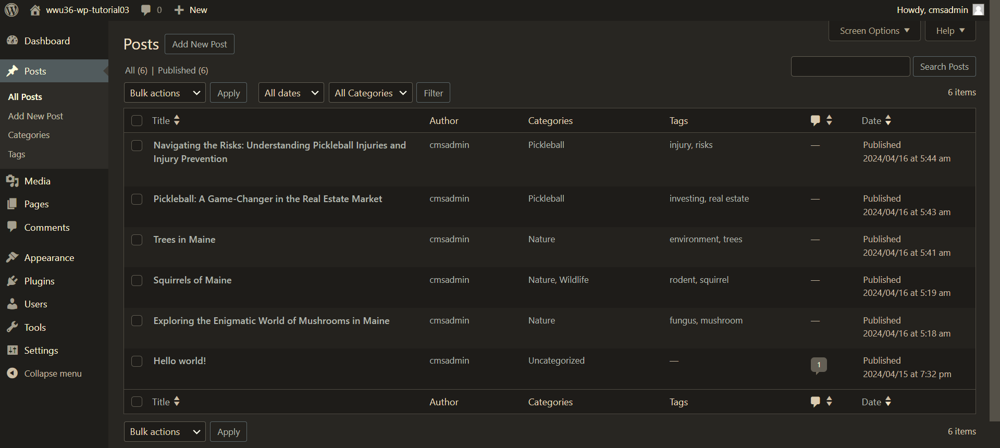 wwu36-wp-tutorial03 0 New Howdy, cmsadmin
Dashboard
Posts
All Posts
Add New Post
Categories
Tags
Media
Pages
Comments
Appearance
Plugins
Users
Tools
Settings
Collapse menu
Screen Options Help
Posts Add New Post
All (6) | Published (6)
Search Posts
Bulk actions Apply All dates All Categories Filter 6 items
Title Author Categories Tags Date
Navigating the Risks: Understanding Pickleball Injuries and cmsadmin Pickleball injury, risks — Published
Injury Prevention 2024/04/16 at 5:44 am
Pickleball: A Game-Changer in the Real Estate Market cmsadmin Pickleball investing, real estate — Published
2024/04/16 at 5:43 am
Trees in Maine cmsadmin Nature environment, trees — Published
2024/04/16 at 5:41 am
Squirrels of Maine cmsadmin Nature, Wildlife rodent, squirrel — Published
2024/04/16 at 5:19 am
Exploring the Enigmatic World of Mushrooms in Maine cmsadmin Nature fungus, mushroom — Published
2024/04/16 at 5:18 am
Hello world! cmsadmin Uncategorized — 1 Published
2024/04/15 at 7:32 pm
Title Author Categories Tags Date
Bulk actions Apply 6 items